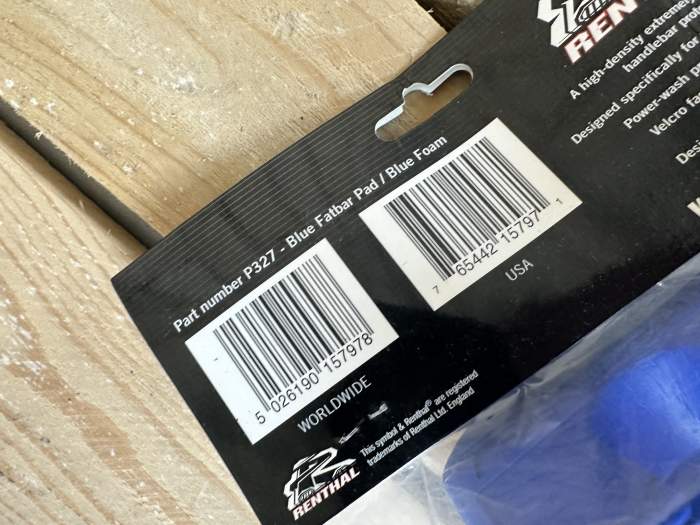 REN
A high-density extreme
handlebar pro
Designed specifically for
Power-wash p
Velcro fa
Des
Part number P327 - Blue Fatbar Pad / Blue Foam
7 65442 15797 1
USA
5 026190 157978
WORLDWIDE
This symbol & Renthal® are registered
trademarks of Renthal Ltd. England
RENTHAL